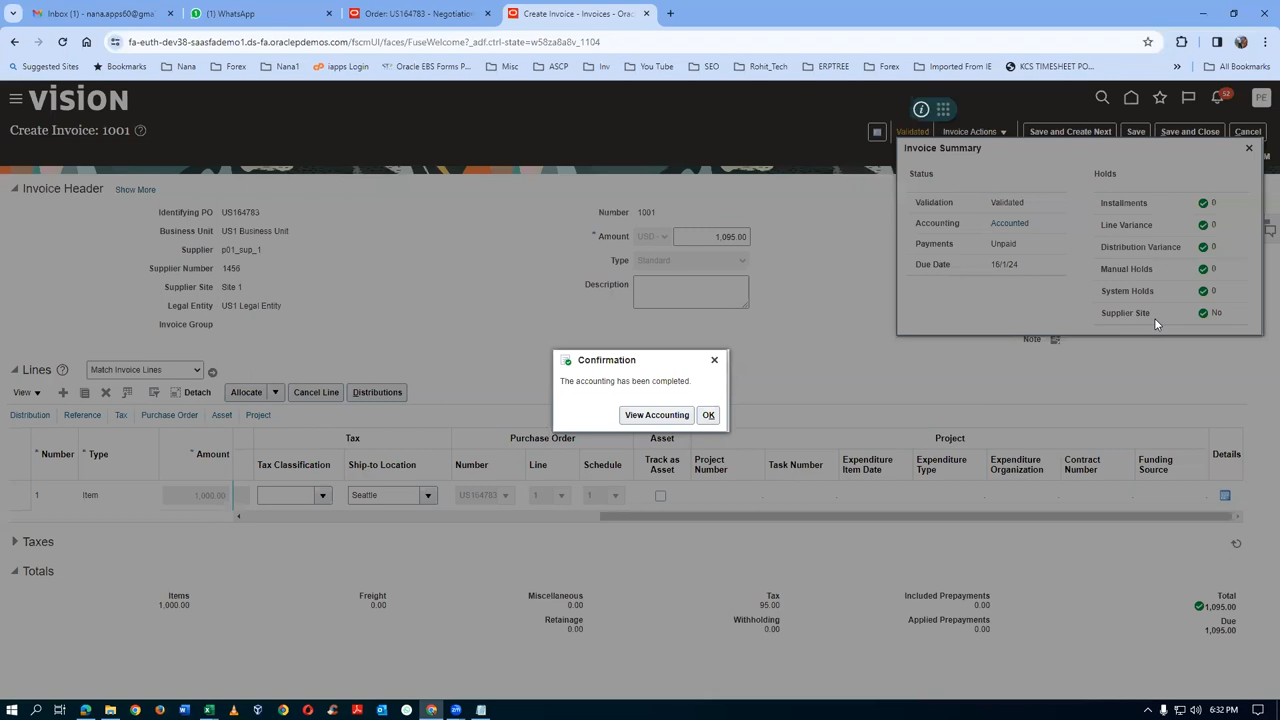 Inbox (1) - nana.apps60@gmail
(1) WhatsApp
Order: US164783 - Negotiation
Create Invoice - Invoices - Orac
fa-euth-dev38-saasfademo1.ds-fa.oraclepdemos.com/fscmUI/faces/FuseWelcome?_adf.ctrl-state=w58za8a8v_1104
Suggested Sites
Bookmarks
Nana
Forex
Nana1
iapps Login
Oracle EBS Forms P...
Misc
ASCP
Inv
You Tube
SEO
Rohit_Tech
ERPTREE
Forex
Imported From IE
KCS TIMESHEET PO...
»
All Bookmarks
VISION
52
PE
Create Invoice: 1001
Validated
Invoice Actions
Save and Create Next
Save
Save and Close
Cancel
Invoice Summary
Status
Holds
Validation Validated
Accounting Accounted
Payments Unpaid
Due Date 16/1/24
Installments 0
Line Variance 0
Distribution Variance 0
Manual Holds 0
System Holds 0
Supplier Site No
Note
Invoice Header Show More
Identifying PO US164783
Business Unit US1 Business Unit
Supplier p01_sup_1
Supplier Number 1456
Supplier Site Site 1
Legal Entity US1 Legal Entity
Invoice Group
Number 1001
* Amount USD - 1,095.00
Type Standard
Description
Confirmation
The accounting has been completed.
View Accounting OK
Lines Match Invoice Lines
View Detach Allocate Cancel Line Distributions
Distribution Reference Tax Purchase Order Asset Project
Tax Purchase Order Asset Project
* Number * Type * Amount Tax Classification Ship-to Location Number Line Schedule Track as Asset Project Number Task Number Expenditure Item Date Expenditure Type Expenditure Organization Contract Number Funding Source Details
1 Item 1,000.00 Seattle US164783 1 1
Taxes
Totals
Items 1,000.00
Freight 0.00
Miscellaneous 0.00
Tax 95.00
Included Prepayments 0.00
Total 1,095.00
Retainage 0.00
Withholding 0.00
Applied Prepayments 0.00
Due 1,095.00
6:32 PM